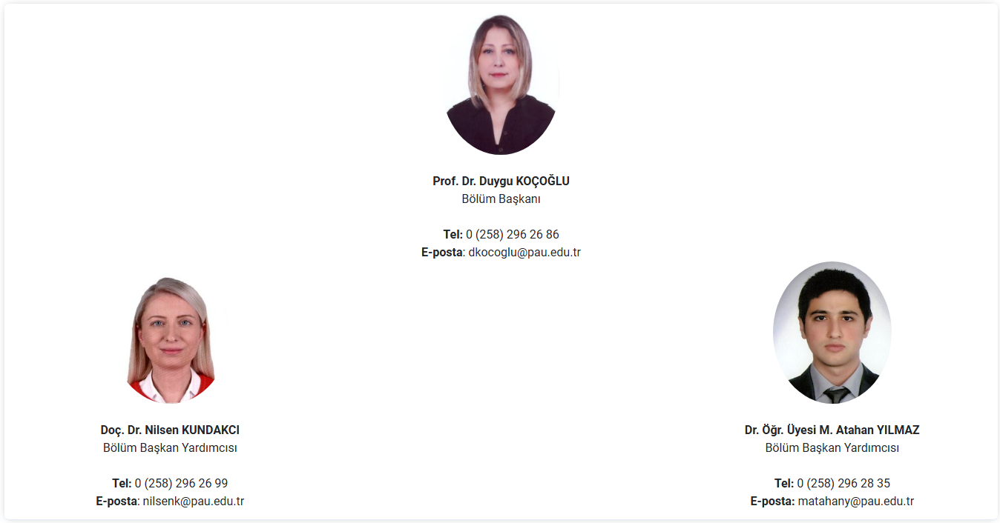 Prof. Dr. Duygu KOÇOĞLU
Bölüm Başkanı
Tel: 0 (258) 296 26 86
E-posta: dkocoglu@pau.edu.tr
Doç. Dr. Nilsen KUNDAKCI
Bölüm Başkan Yardımcısı
Tel: 0 (258) 296 26 99
E-posta: nilsenk@pau.edu.tr
Dr. Öğr. Üyesi M. Atahan YILMAZ
Bölüm Başkan Yardımcısı
Tel: 0 (258) 296 28 35
E-posta: matahany@pau.edu.tr